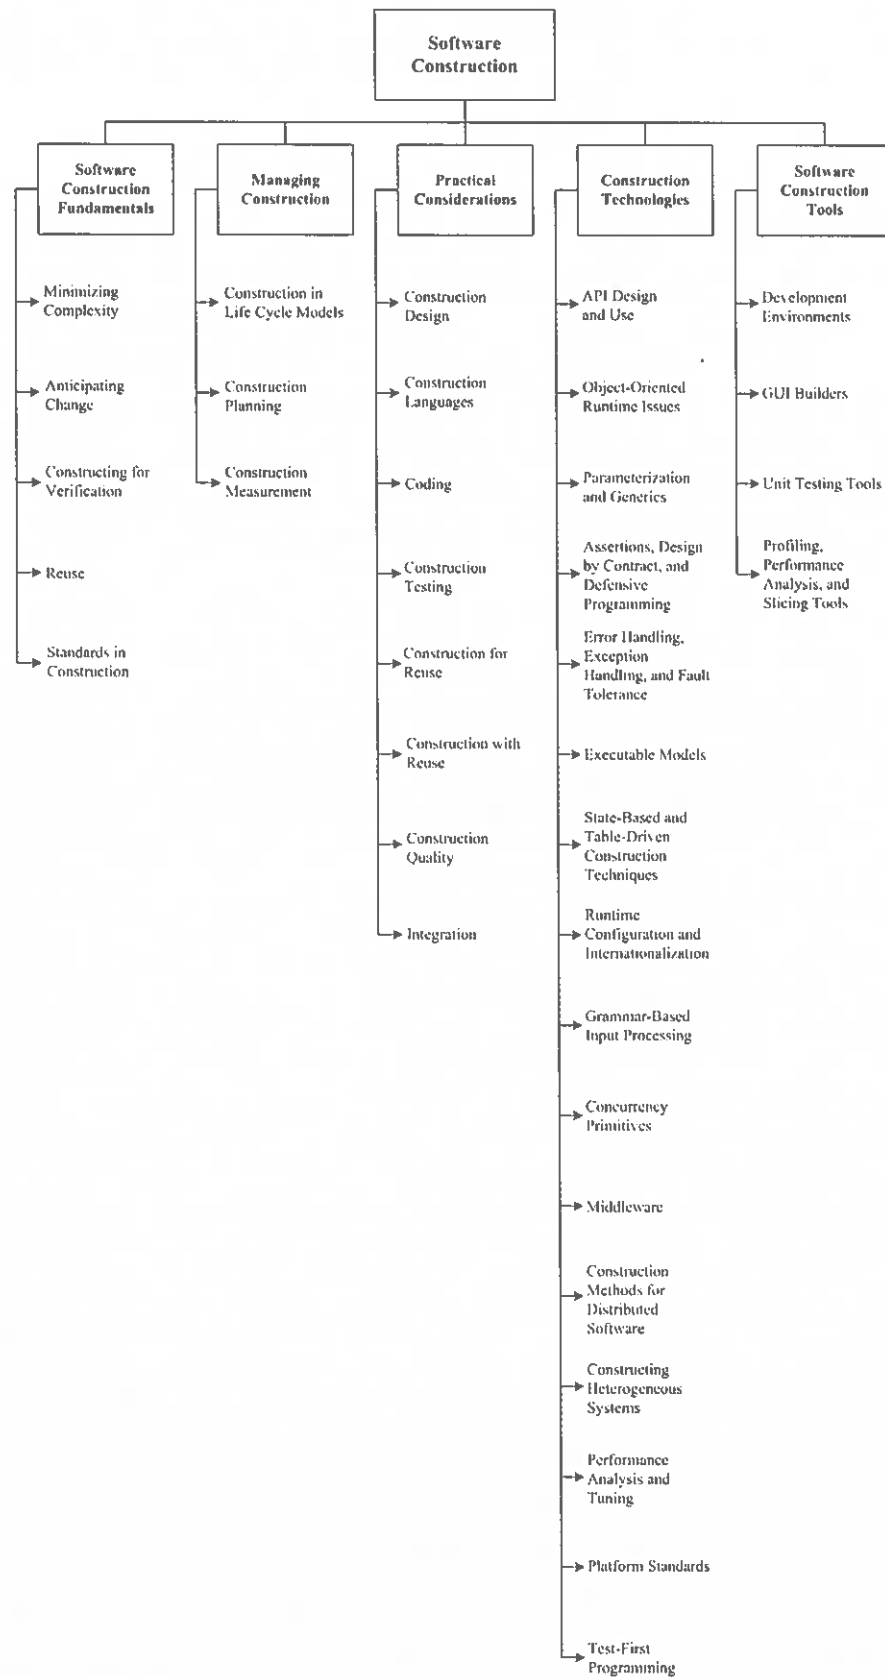 Software
Construction
Software
Construction
Fundamentals
Managing
Construction
Practical
Considerations
Construction
Technologies
Software
Construction
Tools
Minimizing
Complexity
Anticipating
Change
Constructing for
Verification
Reuse
Standards in
Construction
Construction in
Life Cycle Models
Construction
Planning
Construction
Measurement
Construction
Design
Construction
Languages
Coding
Construction
Testing
Construction for
Reuse
Construction with
Reuse
Construction
Quality
Integration
API Design
and Use
Object-Oriented
Runtime Issues
Parameterization
and Generics
Assertions, Design
by Contract, and
Defensive
Programming
Error Handling,
Exception
Handling, and Fault
Tolerance
Executable Models
State-Based and
Table-Driven
Construction
Techniques
Runtime
Configuration and
Internationalization
Grammar-Based
Input Processing
Concurrency
Primitives
Middleware
Construction
Methods for
Distributed
Software
Constructing
Heterogeneous
Systems
Performance
Analysis and
Tuning
Platform Standards
Test-First
Programming
Development
Environments
GUI Builders
Unit Testing Tools
Profiling,
Performance
Analysis, and
Slicing Tools